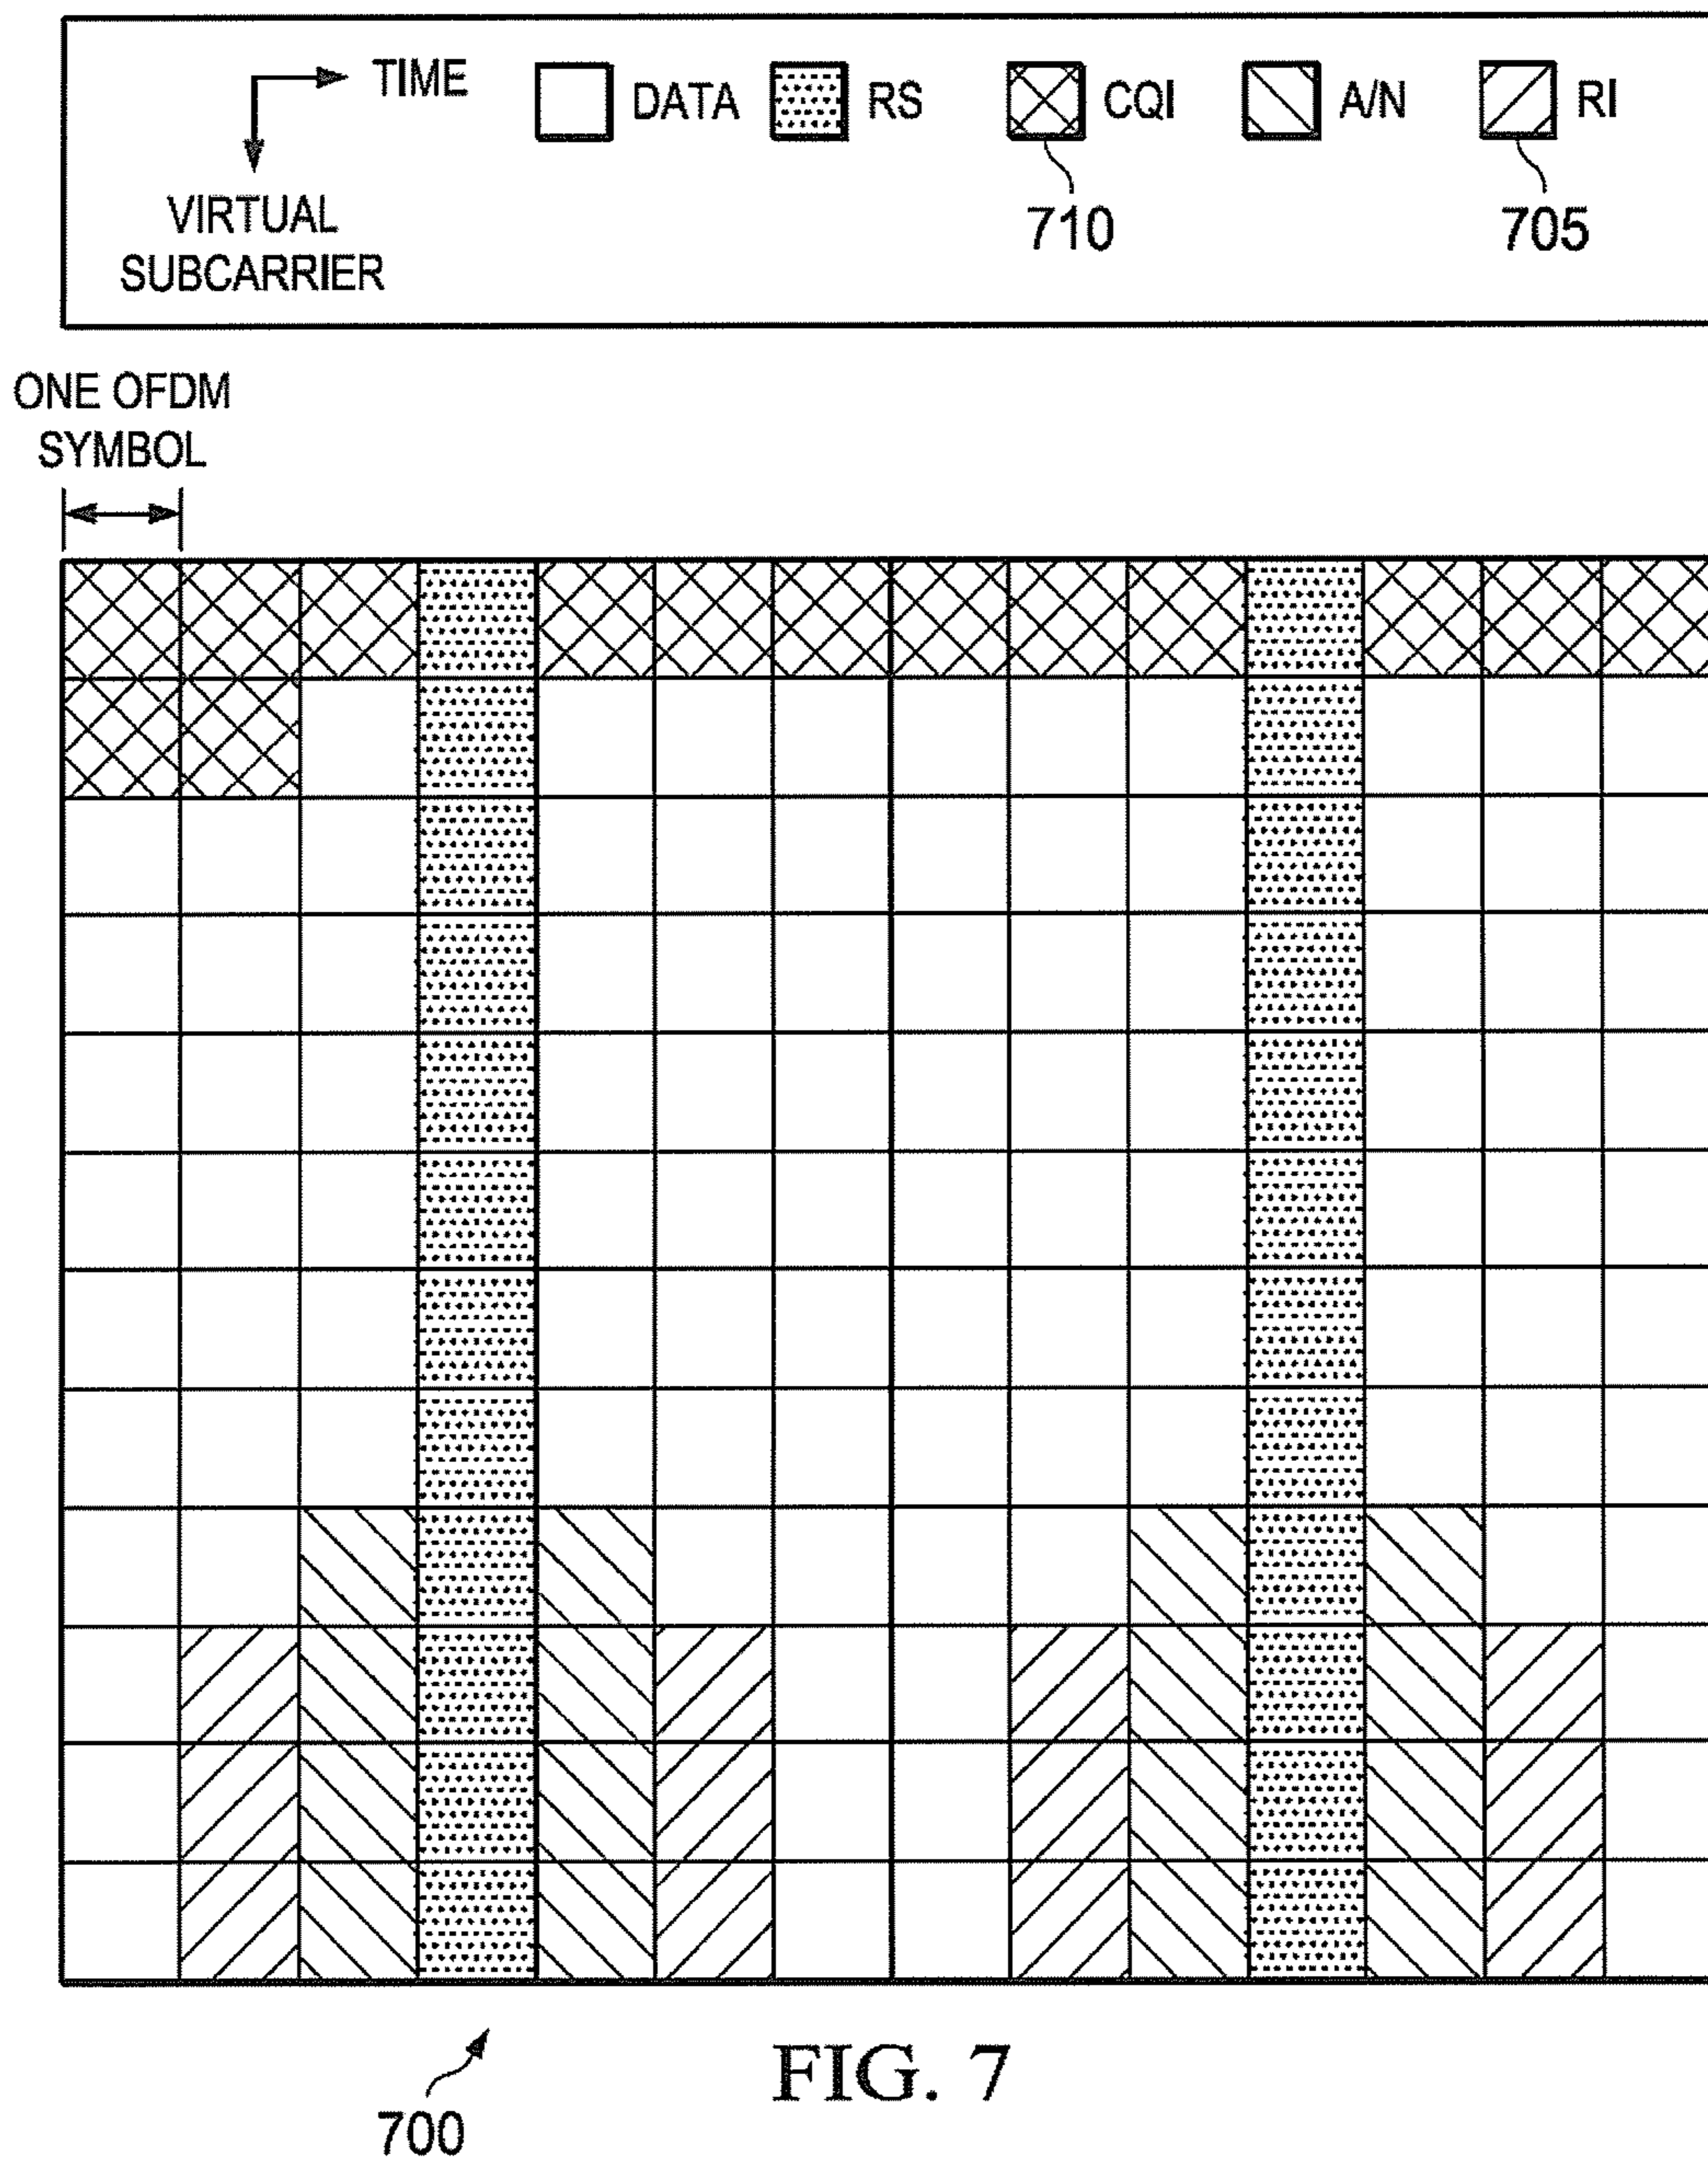 TIME DATA RS CQI A/N RI
VIRTUAL
SUBCARRIER
710 705
ONE OFDM
SYMBOL
700
FIG. 7